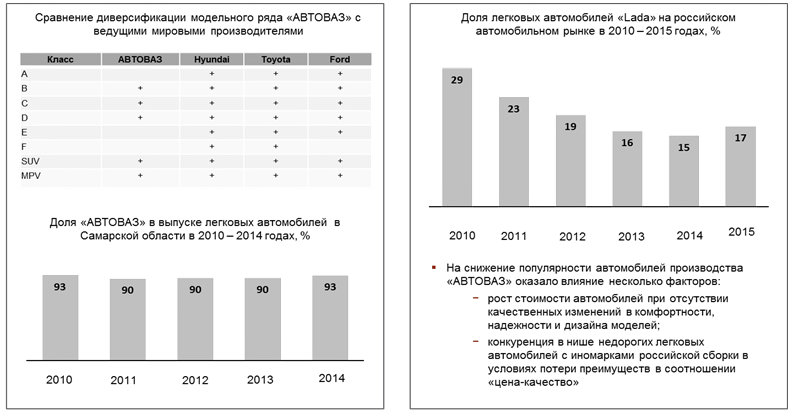 Сравнение диверсификации модельного ряда «АВТОВАЗ» с
ведущими мировыми производителями
Класс АВТОВАЗ Hyundai Toyota Ford
A + + +
B + + + +
C + + + +
D + + + +
E + + +
F + +
SUV + + + +
MPV + + + +
Доля «АВТОВАЗ» в выпуске легковых автомобилей в
Самарской области в 2010 – 2014 годах, %
93 90 90 90 93
2010 2011 2012 2013 2014
Доля легковых автомобилей «Lada» на российском
автомобильном рынке в 2010 – 2015 годах, %
29 23 19 16 15 17
2010 2011 2012 2013 2014 2015
▪ На снижение популярности автомобилей производства
«АВТОВАЗ» оказало влияние несколько факторов:
− рост стоимости автомобилей при отсутствии
качественных изменений в комфортности,
надежности и дизайна моделей;
− конкуренция в нише недорогих легковых
автомобилей с иномарками российской сборки в
условиях потери преимуществ в соотношении
«цена-качество»